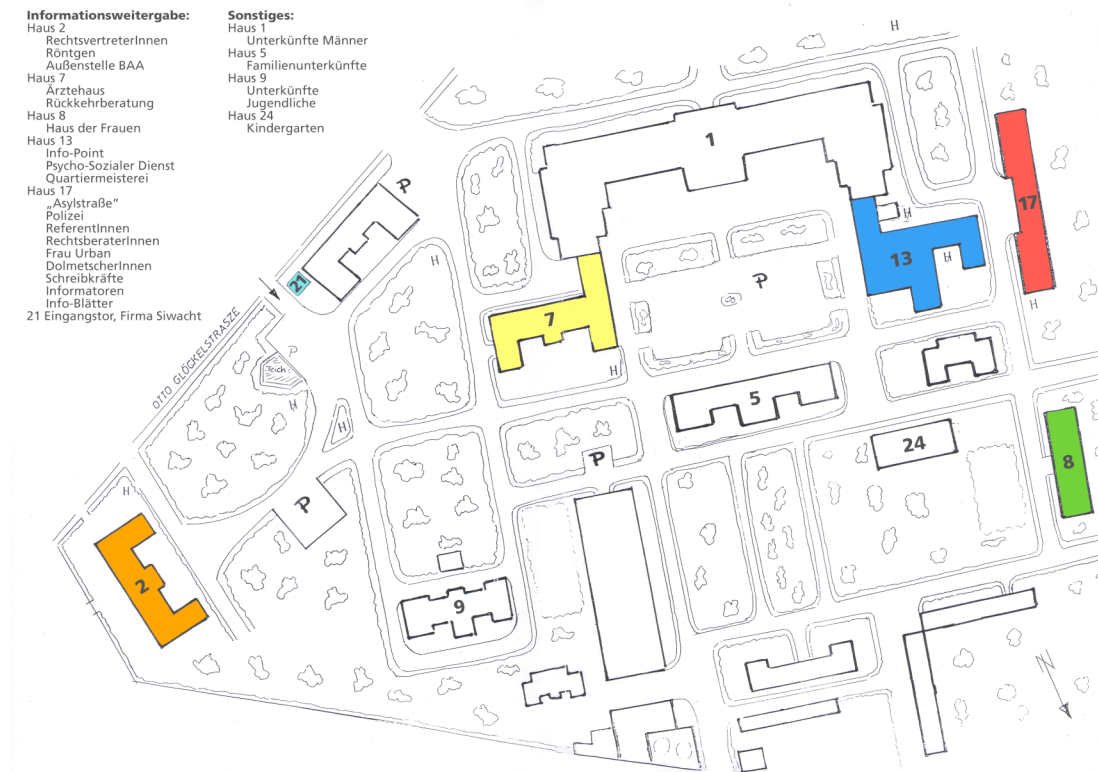 Informationsweitergabe:
Haus 2
RechtsvertreterInnen
Röntgen
Außenstelle BAA
Haus 7
Ärztehaus
Rückkehrberatung
Haus 8
Haus der Frauen
Haus 13
Info-Point
Psycho-Sozialer Dienst
Quartiermeisterei
Haus 17
„Asylstraße“
Polizei
ReferentInnen
RechtsberaterInnen
Frau Urban
DolmetscherInnen
Schreibkräfte
Informatoren
Info-Blätter
21 Eingangstor, Firma Siwacht
Sonstiges:
Haus 1
Unterkünfte Männer
Haus 5
Familienunterkünfte
Haus 9
Unterkünfte
Jugendliche
Haus 24
Kindergarten
H
1
P
17
H
13
H
H
21
P
7
H
H
OTTO GLÖCKELSTRASZE
P
Teich
H
H
5
24
P
8
H
P
2
9
N